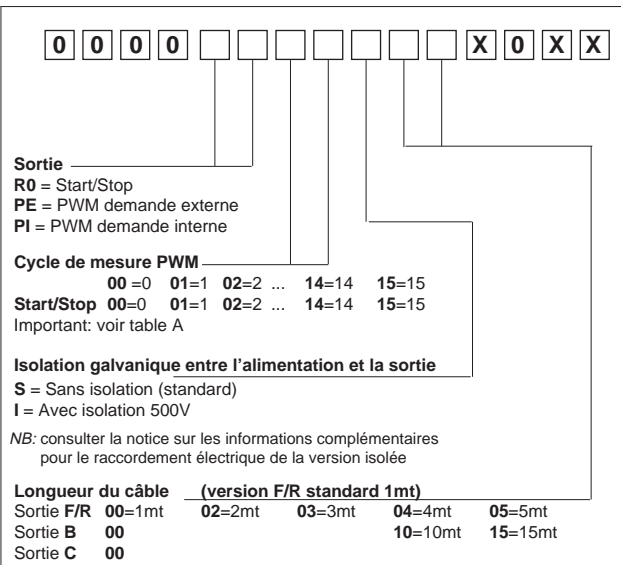 0 0 0 0 X 0 X X
Sortie
R0 = Start/Stop
PE = PWM demande externe
PI = PWM demande interne
Cycle de mesure PWM
00 =0 01=1 02=2 ... 14=14 15=15
Start/Stop 00=0 01=1 02=2 ... 14=14 15=15
Important: voir table A
Isolation galvanique entre l'alimentation et la sortie
S = Sans isolation (standard)
I = Avec isolation 500V
NB: consulter la notice sur les informations complémentaires
pour le raccordement électrique de la version isolée
Longueur du câble (version F/R standard 1mt)
Sortie F/R 00=1mt 02=2mt 03=3mt 04=4mt 05=5mt
Sortie B 00 10=10mt 15=15mt
Sortie C 00